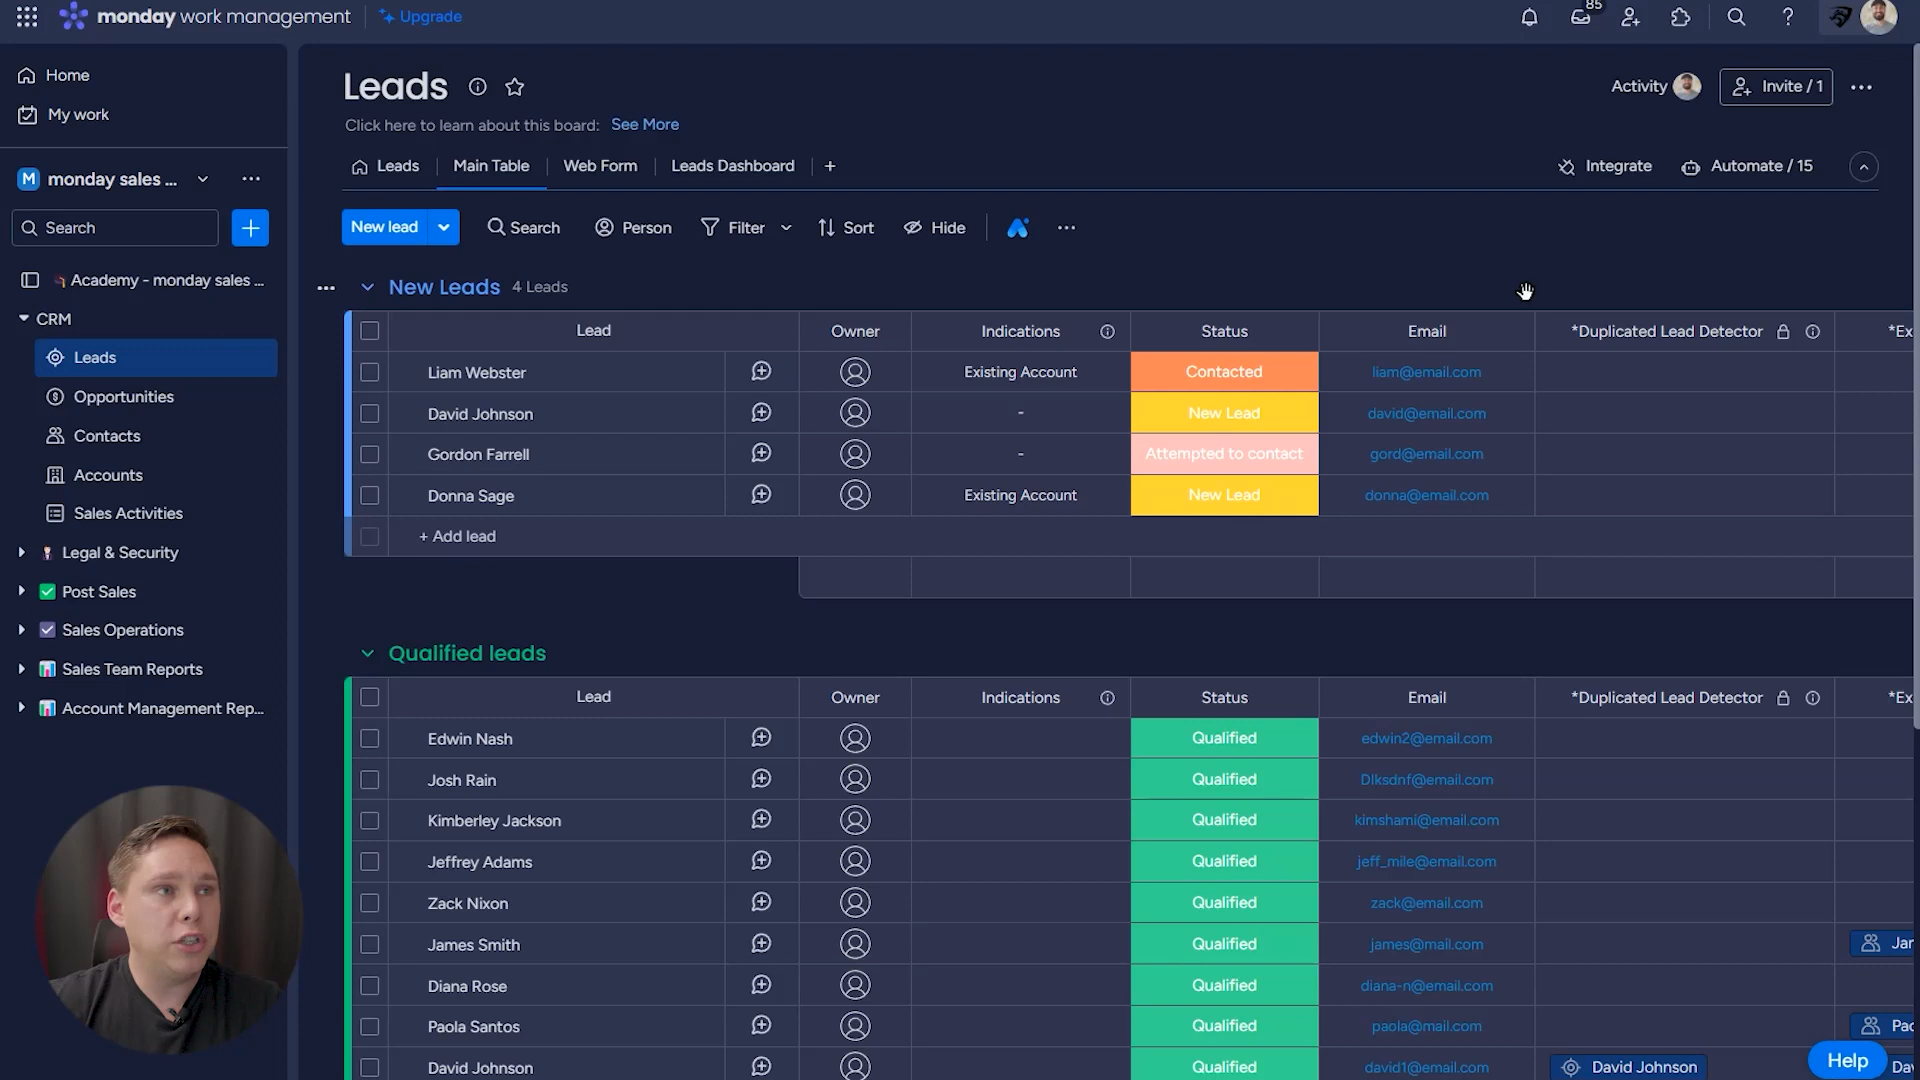 monday work management
Upgrade
85
Home
My work
M monday sales ...
Search
Academy - monday sales ...
CRM
Leads
Opportunities
Contacts
Accounts
Sales Activities
Legal & Security
Post Sales
Sales Operations
Sales Team Reports
Account Management Rep...
Leads
Activity
Invite / 1
Click here to learn about this board: See More
Leads
Main Table
Web Form
Leads Dashboard
+
Integrate
Automate / 15
New lead
Search
Person
Filter
Sort
Hide
New Leads 4 Leads
Lead Owner Indications Status Email *Duplicated Lead Detector *Ex
Liam Webster Existing Account Contacted liam@email.com
David Johnson - New Lead david@email.com
Gordon Farrell - Attempted to contact gord@email.com
Donna Sage Existing Account New Lead donna@email.com
+ Add lead
Qualified leads
Lead Owner Indications Status Email *Duplicated Lead Detector *Ex
Edwin Nash Qualified edwin2@email.com
Josh Rain Qualified Dlksdnf@email.com
Kimberley Jackson Qualified kimshami@email.com
Jeffrey Adams Qualified jeff_mile@email.com
Zack Nixon Qualified zack@email.com
James Smith Qualified james@mail.com Jar
Diana Rose Qualified diana-n@email.com
Paola Santos Qualified paola@mail.com Pao
David Johnson Qualified david1@email.com David Johnson Dav
Help